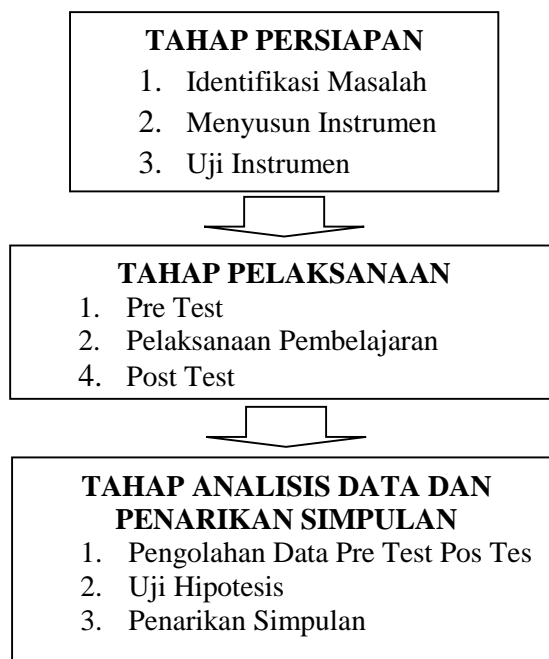 TAHAP PERSIAPAN
1. Identifikasi Masalah
2. Menyusun Instrumen
3. Uji Instrumen
TAHAP PELAKSANAAN
1. Pre Test
2. Pelaksanaan Pembelajaran
4. Post Test
TAHAP ANALISIS DATA DAN
PENARIKAN SIMPULAN
1. Pengolahan Data Pre Test Pos Tes
2. Uji Hipotesis
3. Penarikan Simpulan